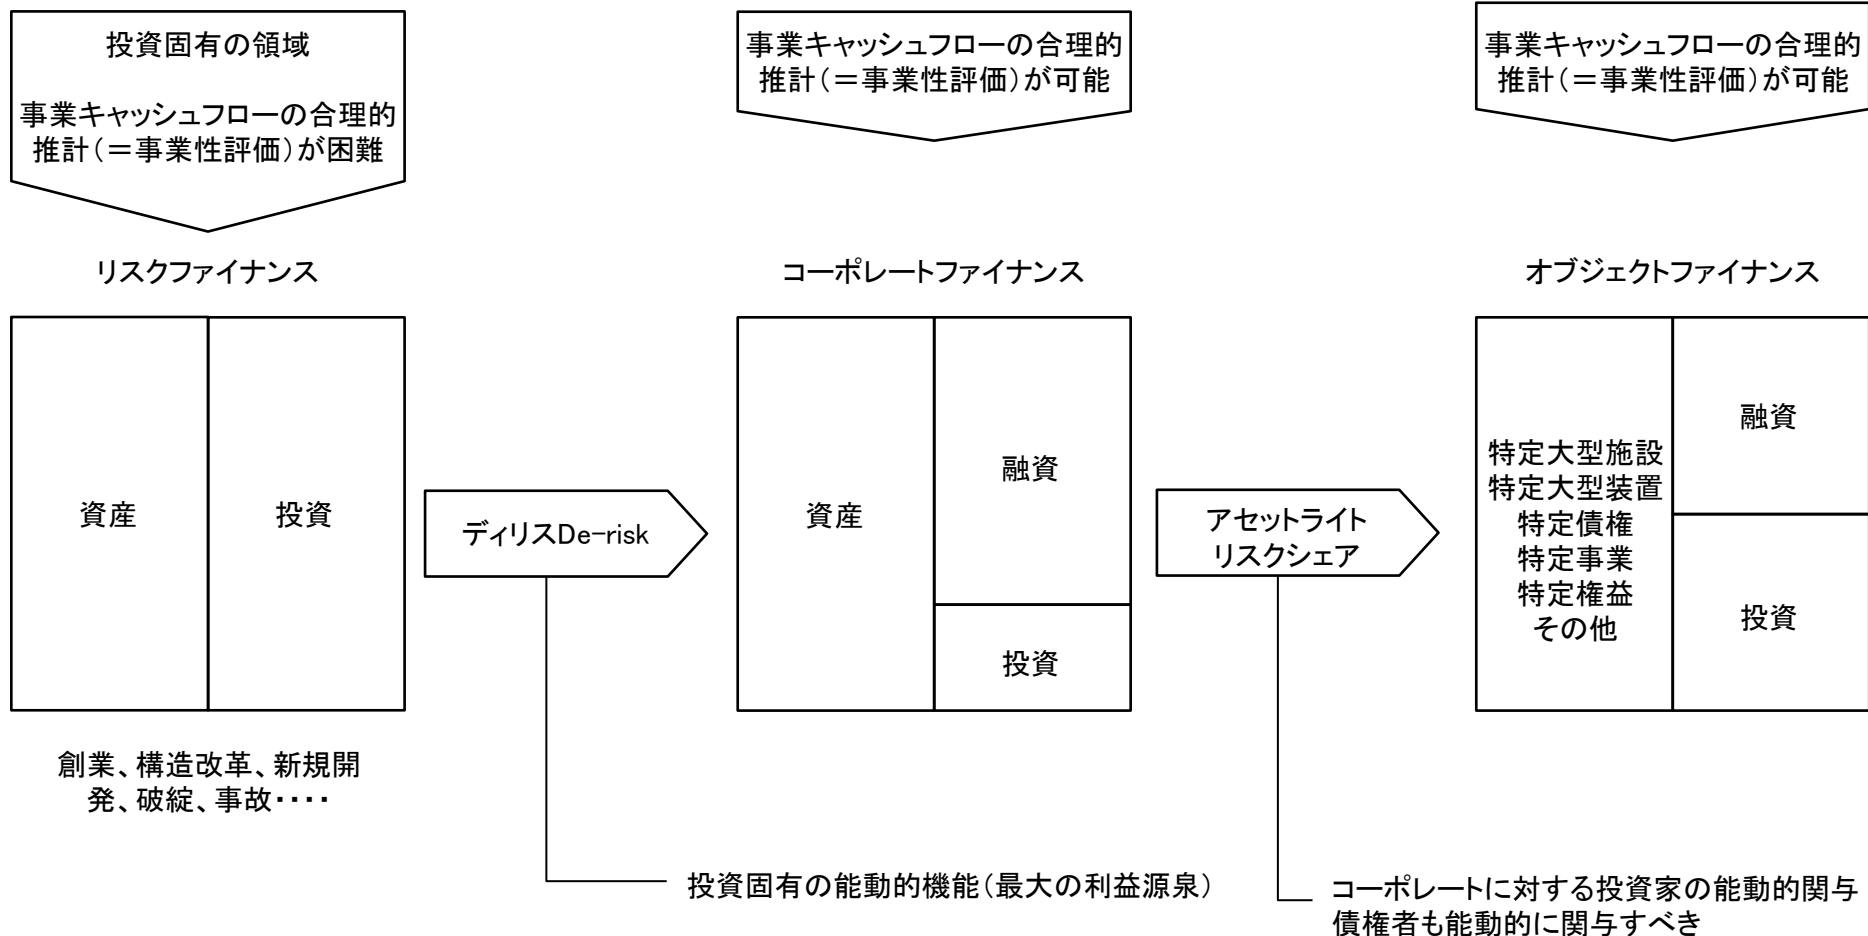 投資固有の領域
事業キャッシュフローの合理的
推計(=事業性評価)が困難
事業キャッシュフローの合理的
推計(=事業性評価)が可能
事業キャッシュフローの合理的
推計(=事業性評価)が可能
リスクファイナンス
コーポレートファイナンス
オブジェクトファイナンス
資産
投資
ディリスDe-risk
資産
融資
投資
アセットライト
リスクシェア
特定大型施設
特定大型装置
特定債権
特定事業
特定権益
その他
融資
投資
創業、構造改革、新規開
発、破綻、事故・・・・
投資固有の能動的機能(最大の利益源泉)
コーポレートに対する投資家の能動的関与
債権者も能動的に関与すべき